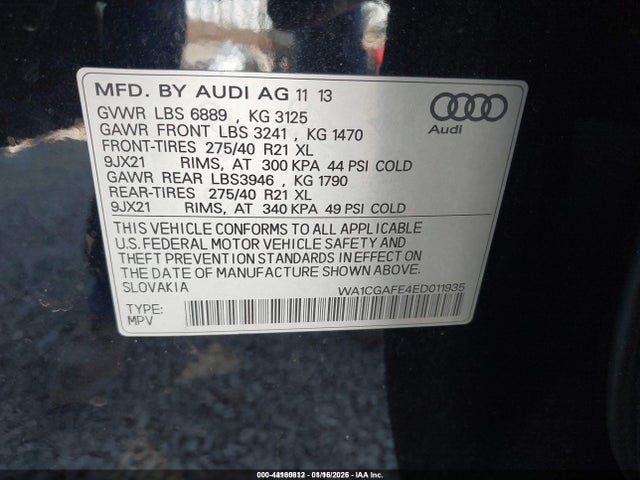 MFD. BY AUDI AG 11 13
GVWR LBS 6889 , KG 3125
GAWR FRONT LBS 3241 , KG 1470
FRONT-TIRES 275/40 R21 XL
9JX21 RIMS, AT 300 KPA 44 PSI COLD
GAWR REAR LBS3946 , KG 1790
REAR-TIRES 275/40 R21 XL
9JX21 RIMS, AT 340 KPA 49 PSI COLD
Audi
THIS VEHICLE CONFORMS TO ALL APPLICABLE
U.S. FEDERAL MOTOR VEHICLE SAFETY AND
THEFT PREVENTION STANDARDS IN EFFECT ON
THE DATE OF MANUFACTURE SHOWN ABOVE.
SLOVAKIA WA1CGAFE4ED011935
TYPE:
MPV
01/16/2026 - IAA Inc.